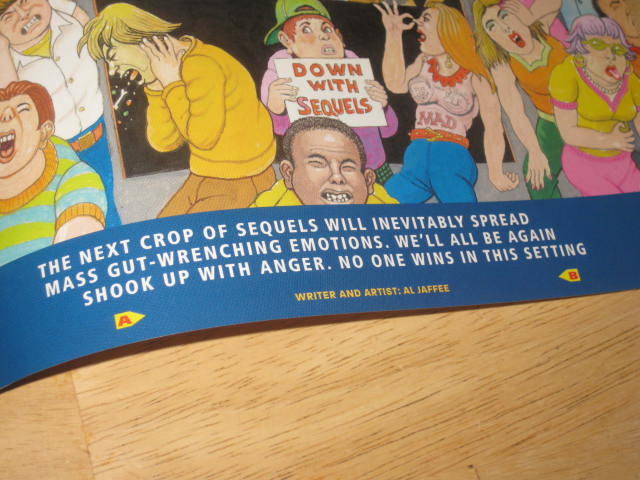 DOWN
WITH
SEQUELS
MAD
THE NEXT CROP OF SEQUELS WILL INEVITABLY SPREAD
MASS GUT-WRENCHING EMOTIONS. WE'LL ALL BE AGAIN
SHOOK UP WITH ANGER. NO ONE WINS IN THIS SETTING
A
WRITER AND ARTIST: AL JAFFEE
B